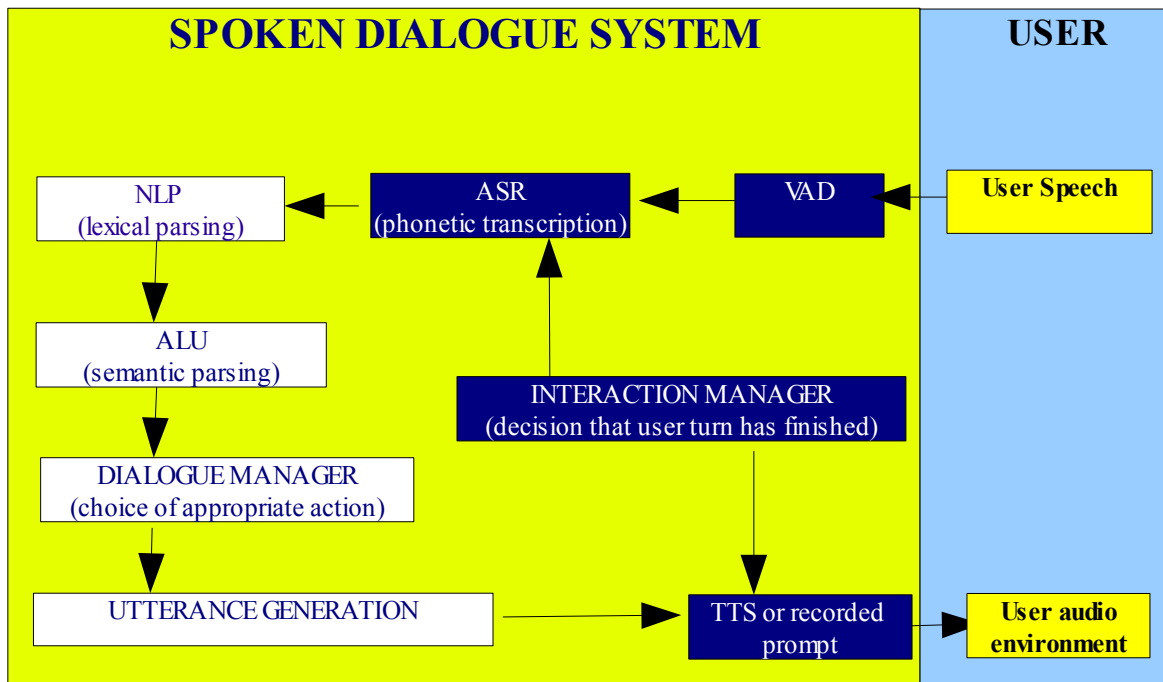 SPOKEN DIALOGUE SYSTEM
USER
NLP
(lexical parsing)
ASR
(phonetic transcription)
VAD
User Speech
ALU
(semantic parsing)
INTERACTION MANAGER
(decision that user turn has finished)
DIALOGUE MANAGER
(choice of appropriate action)
UTTERANCE GENERATION
TTS or recorded
prompt
User audio
environment